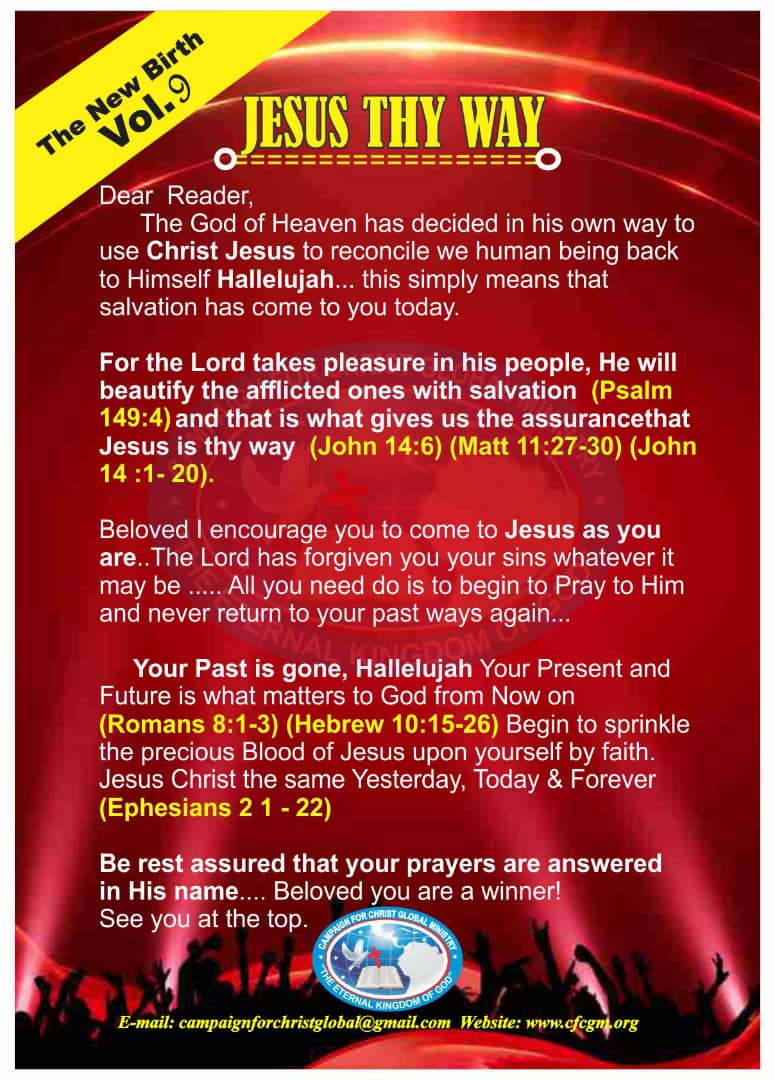 The New Birth
Vol.9
JESUS THY WAY
Dear Reader,
The God of Heaven has decided in his own way to
use Christ Jesus to reconcile we human being back
to Himself Hallelujah... this simply means that
salvation has come to you today.
For the Lord takes pleasure in his people, He will
beautify the afflicted ones with salvation (Psalm
149:4) and that is what gives us the assurancethat
Jesus is thy way (John 14:6) (Matt 11:27-30) (John
14 :1- 20).
Beloved I encourage you to come to Jesus as you
are..The Lord has forgiven you your sins whatever it
may be ..... All you need do is to begin to Pray to Him
and never return to your past ways again...
Your Past is gone, Hallelujah Your Present and
Future is what matters to God from Now on
(Romans 8:1-3) (Hebrew 10:15-26) Begin to sprinkle
the precious Blood of Jesus upon yourself by faith.
Jesus Christ the same Yesterday, Today & Forever
(Ephesians 2 1 - 22)
Be rest assured that your prayers are answered
in His name.... Beloved you are a winner!
See you at the top.
CAMPAIGN FOR CHRIST GLOBAL MINISTRY
"THE ETERNAL KINGDOM OF GOD"
E-mail: campaignforchristglobal@gmail.com Website: www.cfcgm.org